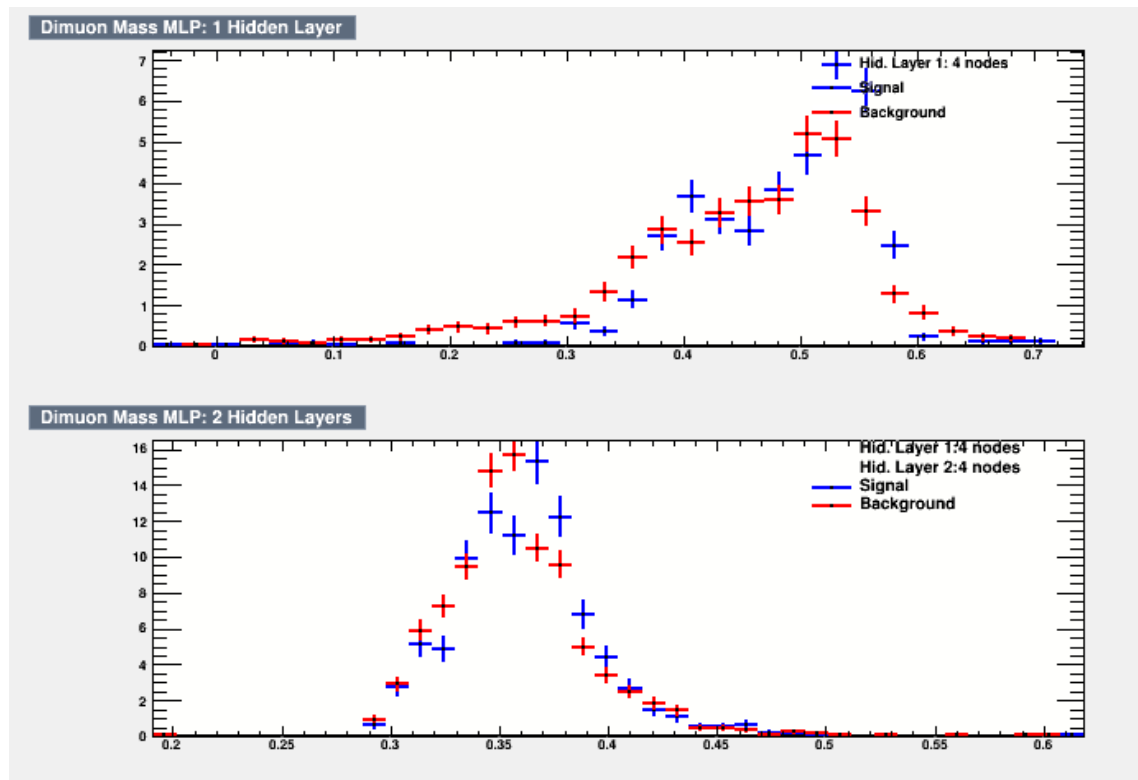 Dimuon Mass MLP: 1 Hidden Layer
7
6
5
4
3
2
1
0
Hid. Layer 1: 4 nodes
Signal
Background
0 0.1 0.2 0.3 0.4 0.5 0.6 0.7
Dimuon Mass MLP: 2 Hidden Layers
16
14
12
10
8
6
4
2
0
Hid. Layer 1:4 nodes
Hid. Layer 2:4 nodes
Signal
Background
0.2 0.25 0.3 0.35 0.4 0.45 0.5 0.55 0.6